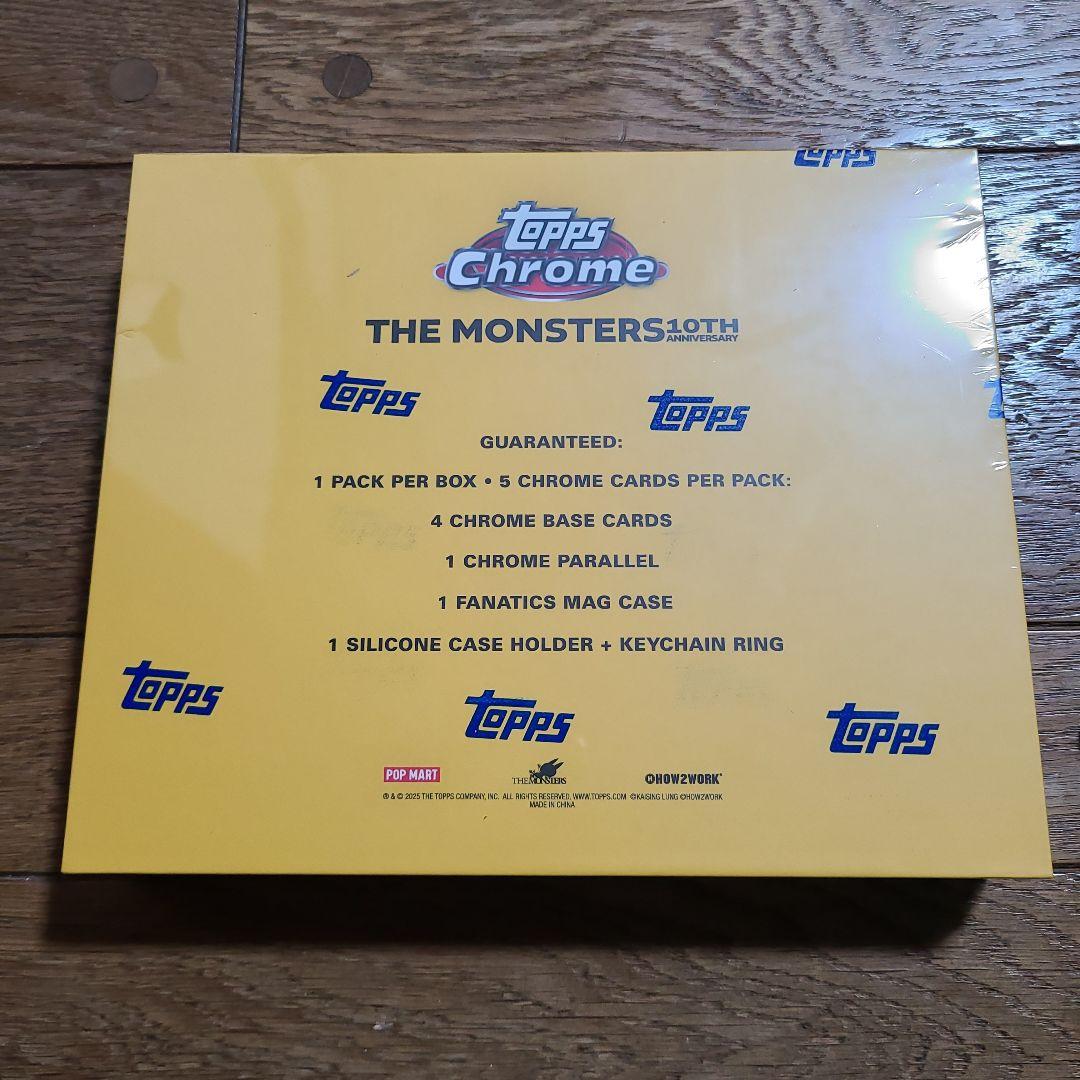 topps
topps
Chrome
THE MONSTERS 10TH
ANNIVERSARY
topps
topps
GUARANTEED:
1 PACK PER BOX • 5 CHROME CARDS PER PACK:
4 CHROME BASE CARDS
1 CHROME PARALLEL
1 FANATICS MAG CASE
1 SILICONE CASE HOLDER + KEYCHAIN RING
topps
topps
topps
POP MART
THE MONSTERS
HOW2WORK
® & © 2025 THE TOPPS COMPANY, INC. ALL RIGHTS RESERVED. WWW.TOPPS.COM ©KAISING LUNG ©HOW2WORK
MADE IN CHINA